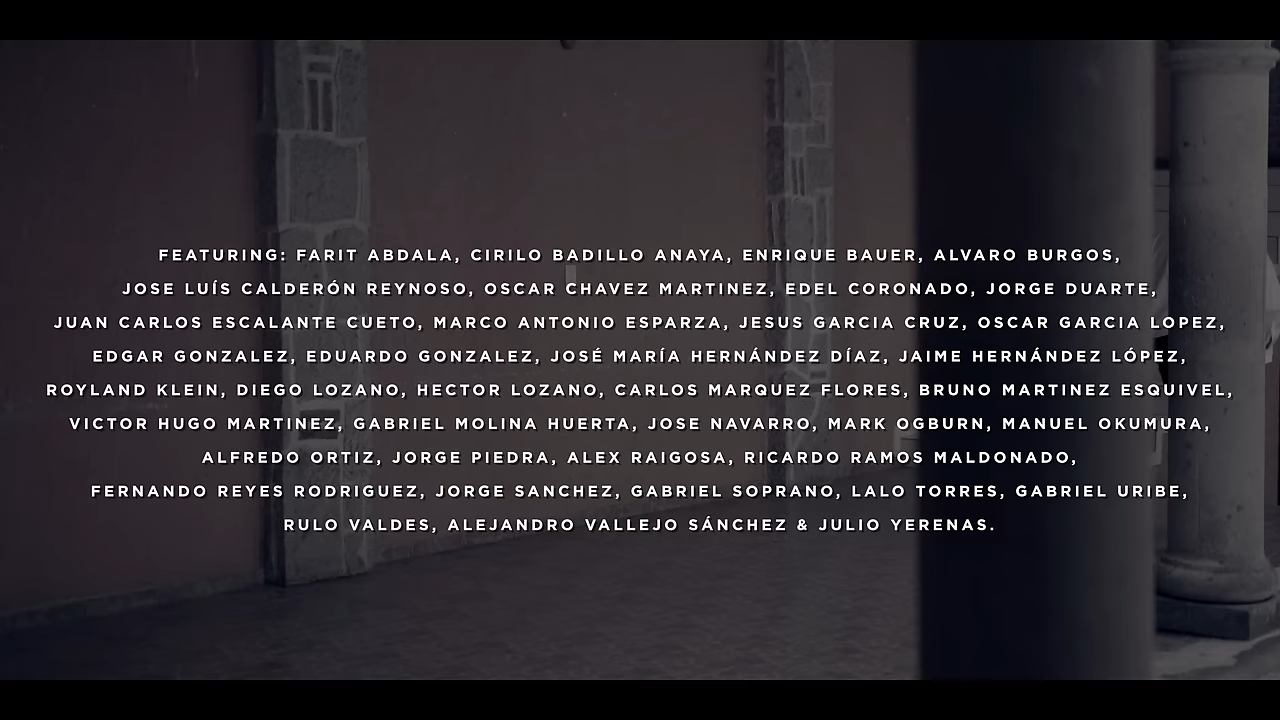 FEATURING: FARIT ABDALA, CIRILO BADILLO ANAYA, ENRIQUE BAUER, ALVARO BURGOS,
JOSE LUÍS CALDERÓN REYNOSO, OSCAR CHAVEZ MARTINEZ, EDEL CORONADO, JORGE DUARTE,
JUAN CARLOS ESCALANTE CUETO, MARCO ANTONIO ESPARZA, JESUS GARCIA CRUZ, OSCAR GARCIA LOPEZ,
EDGAR GONZALEZ, EDUARDO GONZALEZ, JOSÉ MARÍA HERNÁNDEZ DÍAZ, JAIME HERNÁNDEZ LÓPEZ,
ROYLAND KLEIN, DIEGO LOZANO, HECTOR LOZANO, CARLOS MARQUEZ FLORES, BRUNO MARTINEZ ESQUIVEL,
VICTOR HUGO MARTINEZ, GABRIEL MOLINA HUERTA, JOSE NAVARRO, MARK OGBURN, MANUEL OKUMURA,
ALFREDO ORTIZ, JORGE PIEDRA, ALEX RAIGOSA, RICARDO RAMOS MALDONADO,
FERNANDO REYES RODRIGUEZ, JORGE SANCHEZ, GABRIEL SOPRANO, LALO TORRES, GABRIEL URIBE,
RULO VALDES, ALEJANDRO VALLEJO SÁNCHEZ & JULIO YERENAS.